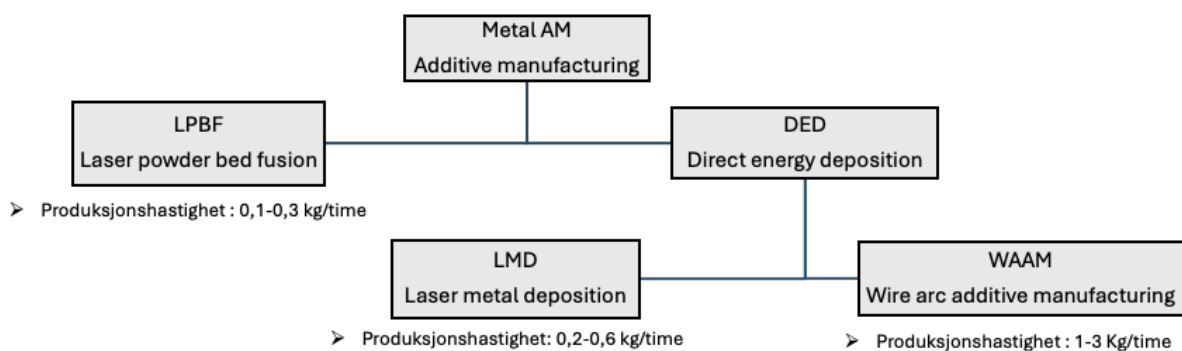 Metal AM
Additive manufacturing
LPBF
Laser powder bed fusion
➢ Produksjonshastighet : 0,1-0,3 kg/time
DED
Direct energy deposition
LMD
Laser metal deposition
➢ Produksjonshastighet: 0,2-0,6 kg/time
WAAM
Wire arc additive manufacturing
➢ Produksjonshastighet : 1-3 Kg/time